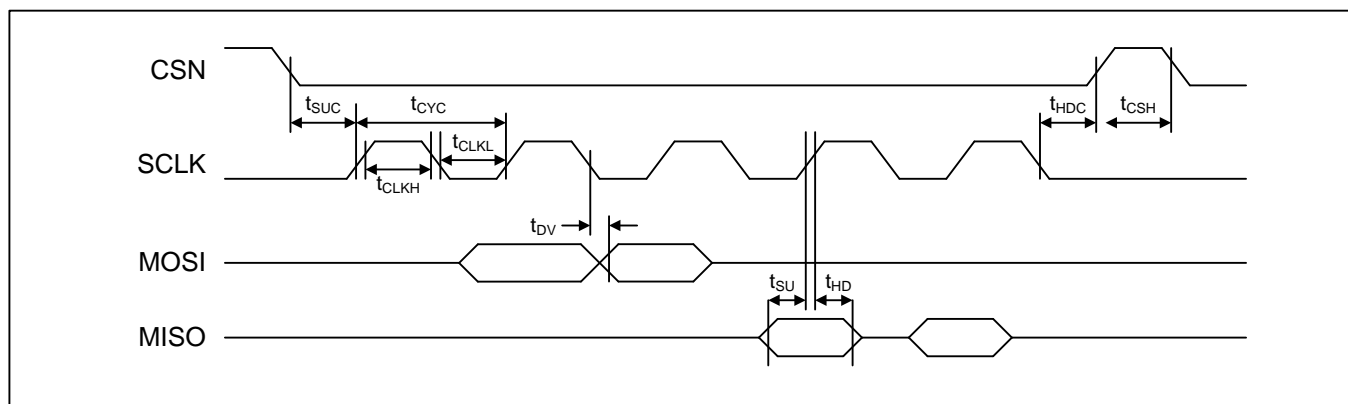 CSN
tSUC
tCYC
tHDC
tCSH
SCLK
tCLKL
tCLKH
tDV
MOSI
tSU
tHD
MISO